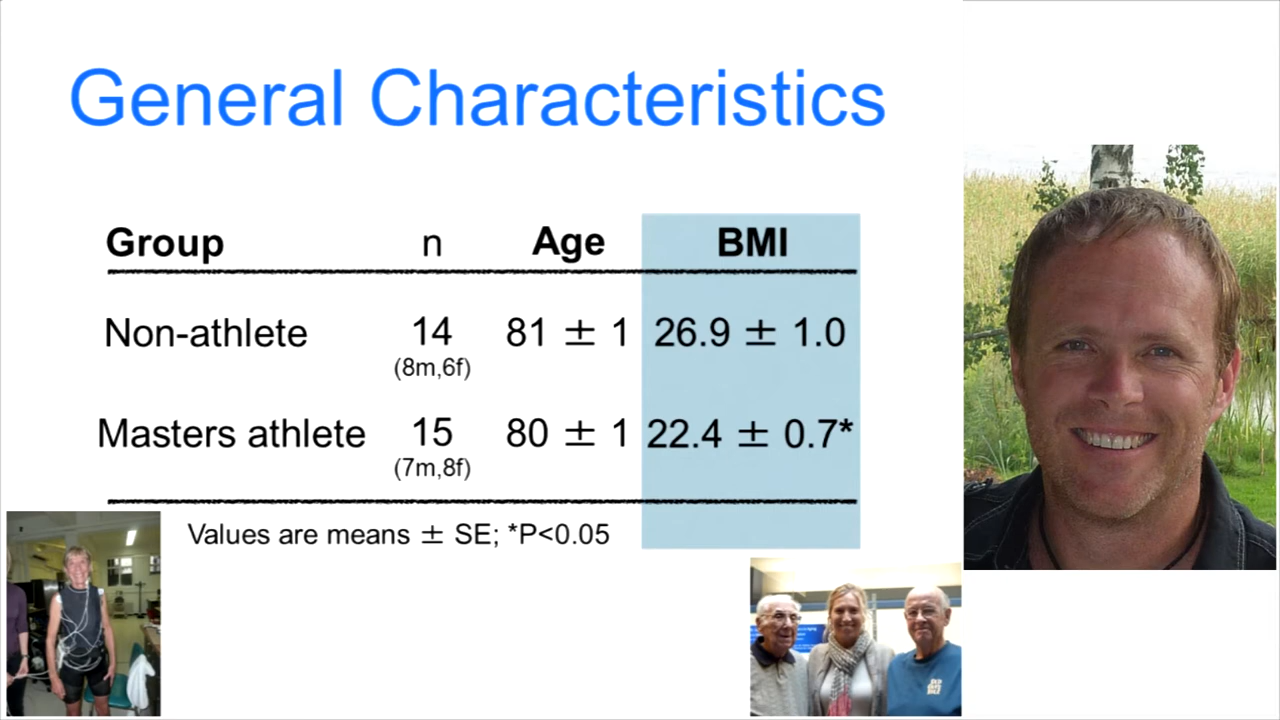 General Characteristics
Group n Age BMI
Non-athlete 14 81 ± 1 26.9 ± 1.0
(8m,6f)
Masters athlete 15 80 ± 1 22.4 ± 0.7*
(7m,8f)
Values are means ± SE; *P<0.05